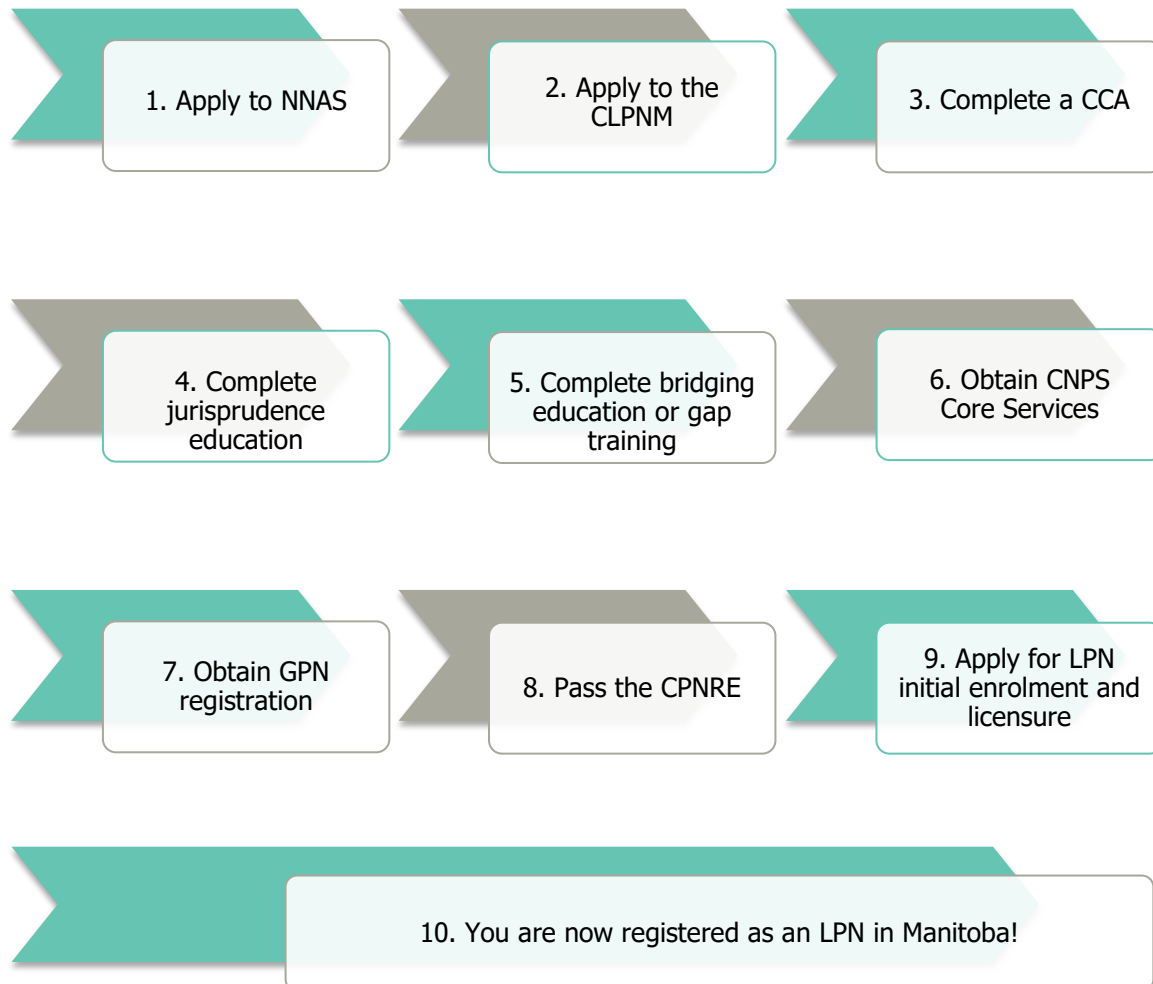 1. Apply to NNAS
2. Apply to the
CLPNM
3. Complete a CCA
4. Complete
jurisprudence
education
5. Complete bridging
education or gap
training
6. Obtain CNPS
Core Services
7. Obtain GPN
registration
8. Pass the CPNRE
9. Apply for LPN
initial enrolment and
licensure
10. You are now registered as an LPN in Manitoba!